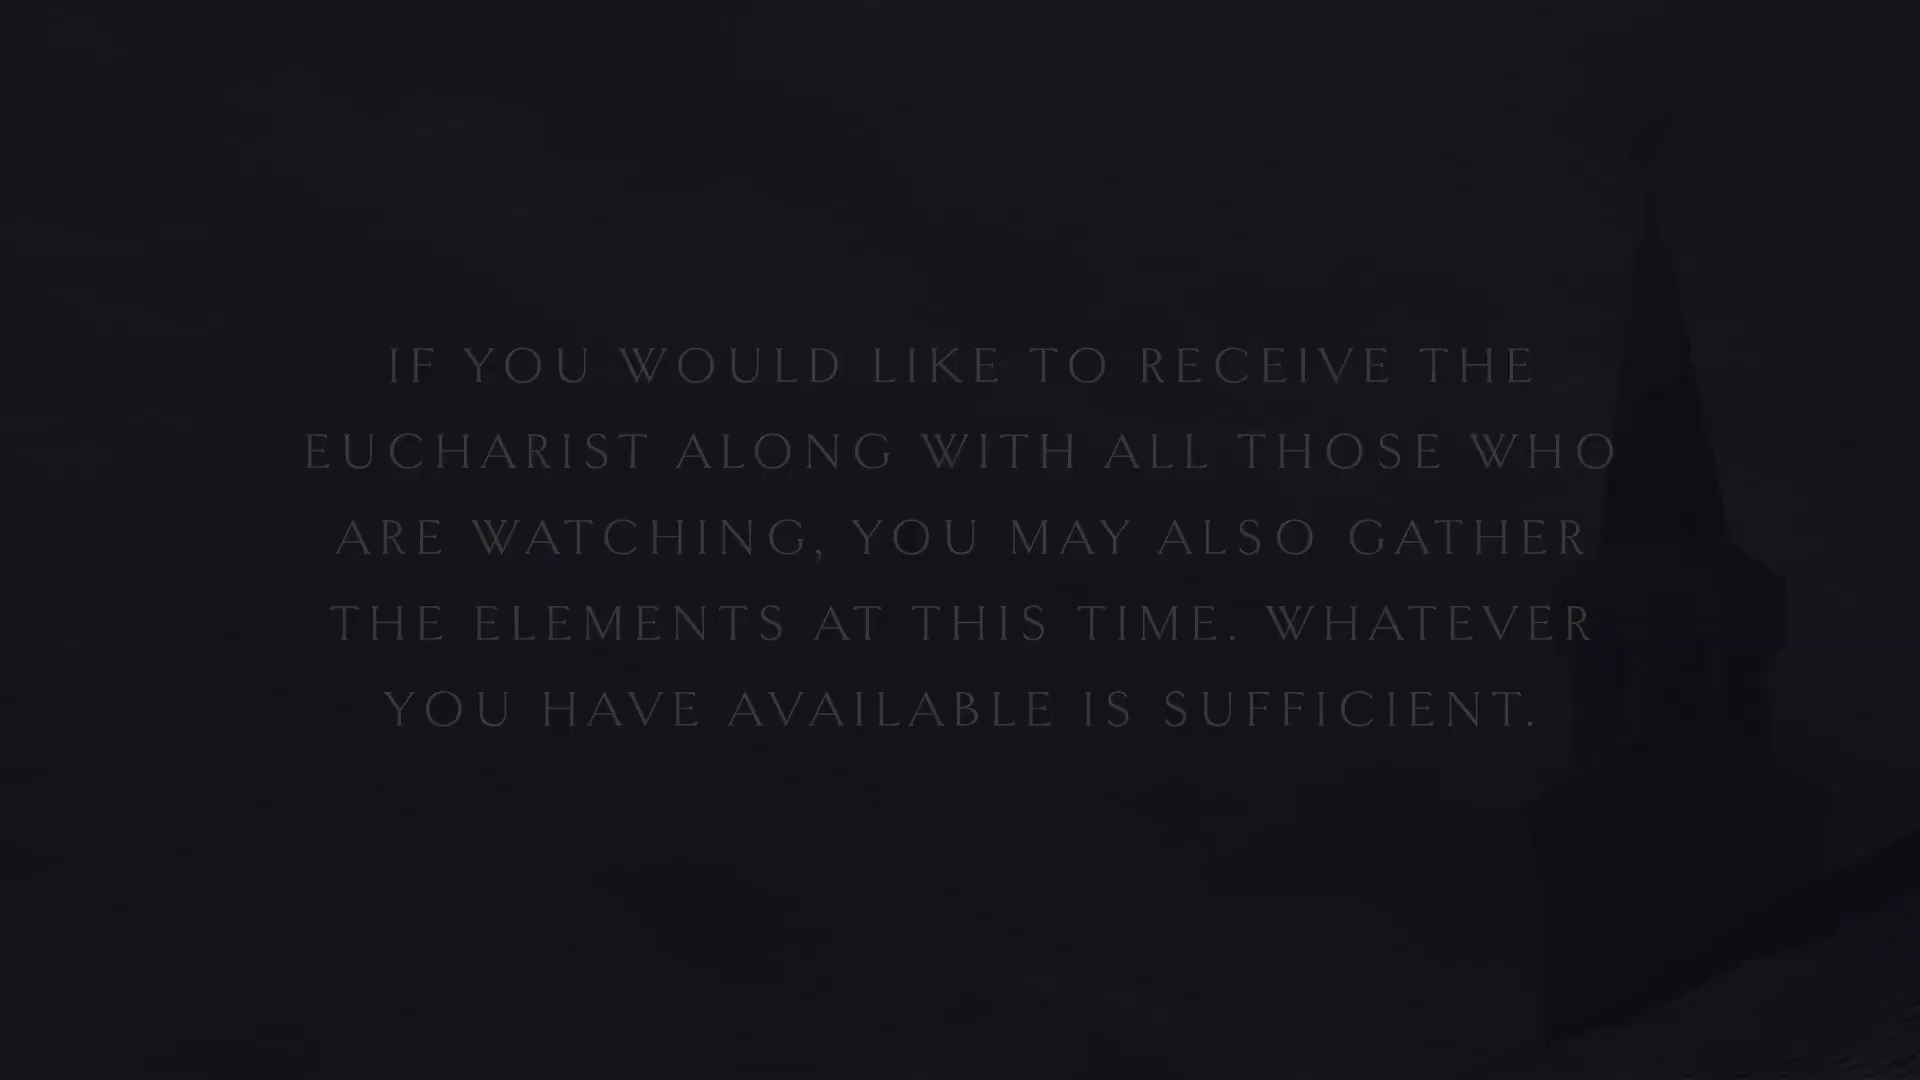 IF YOU WOULD LIKE TO RECEIVE THE
EUCHARIST ALONG WITH ALL THOSE WHO
ARE WATCHING, YOU MAY ALSO GATHER
THE ELEMENTS AT THIS TIME. WHATEVER
YOU HAVE AVAILABLE IS SUFFICIENT.